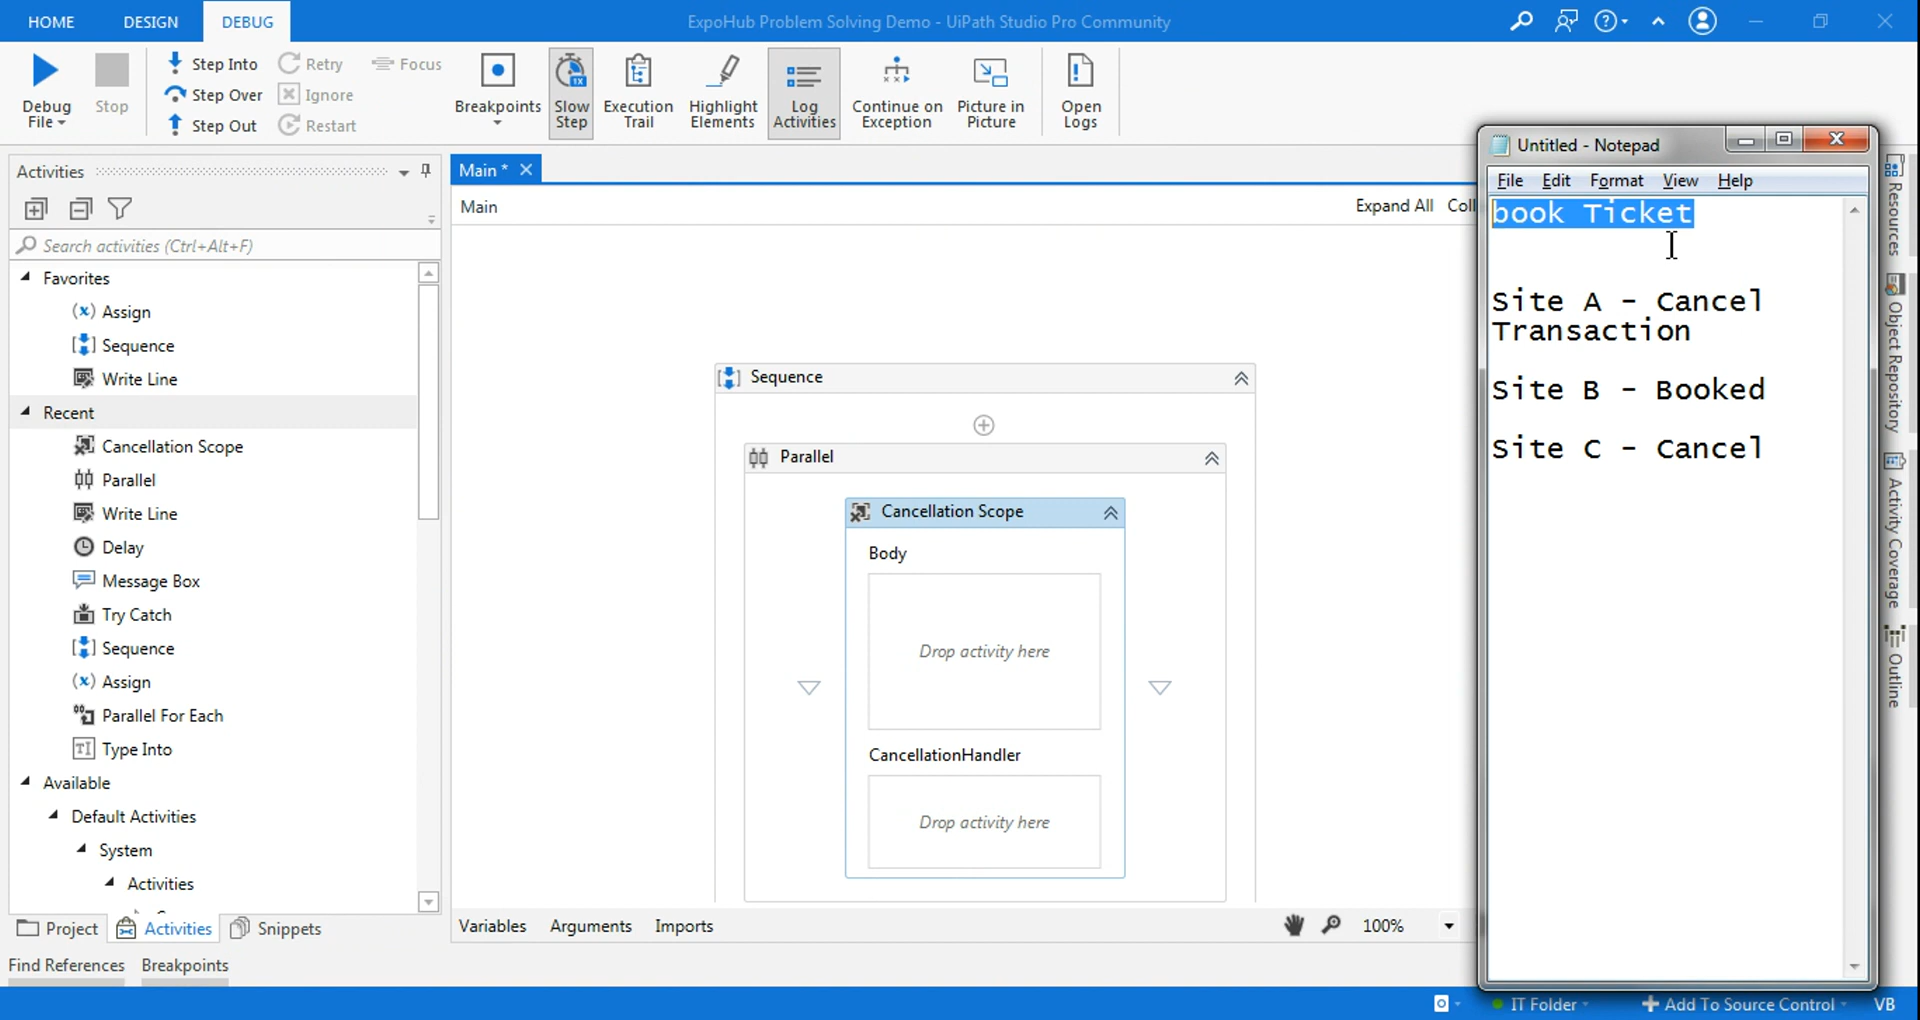 HOME DESIGN DEBUG
ExpoHub Problem Solving Demo - UiPath Studio Pro Community
Debug File
Stop
Step Into
Step Over
Step Out
Retry
Ignore
Restart
Focus
Breakpoints
Slow Step
1X
Execution Trail
Highlight Elements
Log Activities
Continue on Exception
Picture in Picture
Open Logs
Activities
Search activities (Ctrl+Alt+F)
Favorites
Assign
Sequence
Write Line
Recent
Cancellation Scope
Parallel
Write Line
Delay
Message Box
Try Catch
Sequence
Assign
Parallel For Each
Type Into
Available
Default Activities
System
Activities
Project Activities Snippets
Find References Breakpoints
Main *
Main
Expand All Coll
Sequence
Parallel
Cancellation Scope
Body
Drop activity here
CancellationHandler
Drop activity here
Variables Arguments Imports
100%
Untitled - Notepad
File Edit Format View Help
book Ticket
Site A - Cancel
Transaction
Site B - Booked
Site C - Cancel
Resources
Object Repository
Activity Coverage
Outline
IT Folder
Add To Source Control
VB